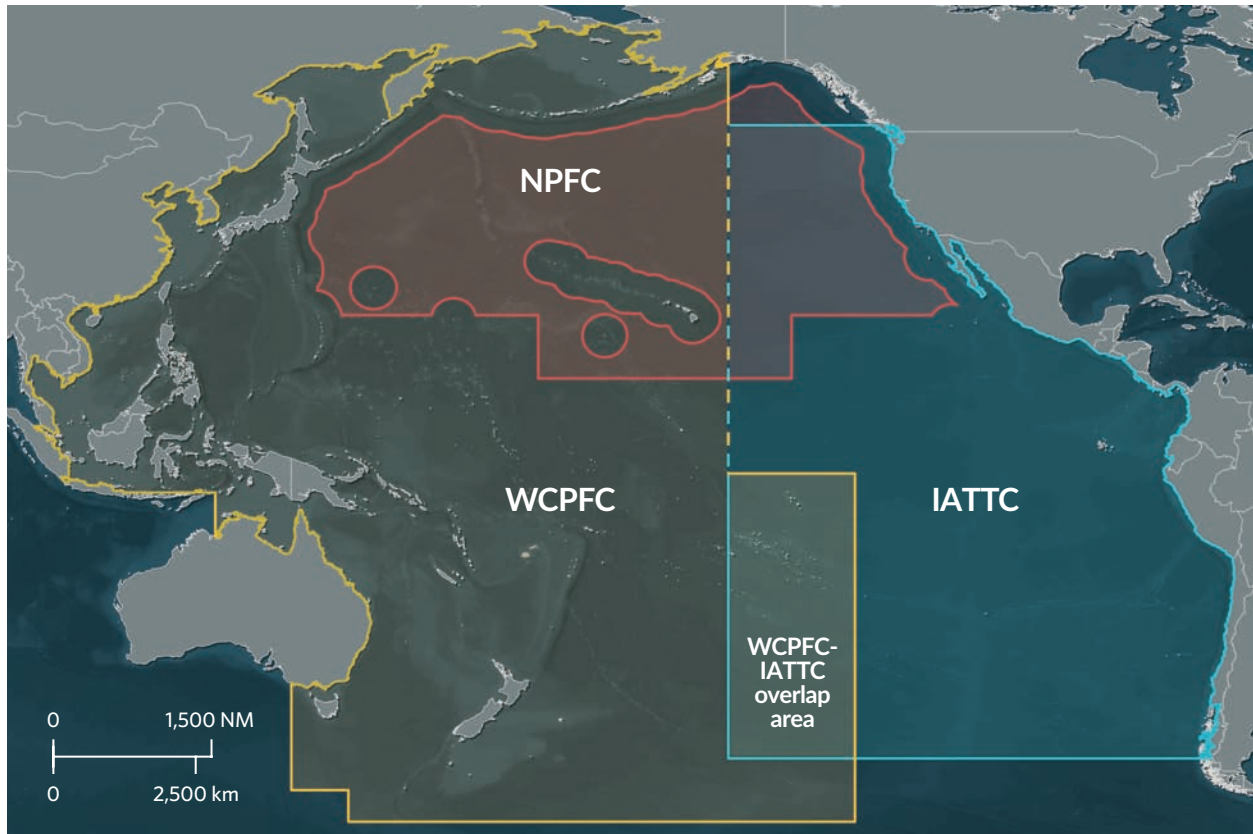 NPFC
WCPFC
IATTC
WCPFC-
IATTC
overlap
area
0 1,500 NM
0 2,500 km